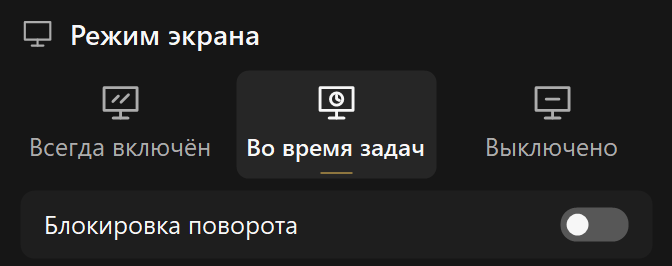 Режим экрана
Всегда включён
Во время задач
Выключено
Блокировка поворота